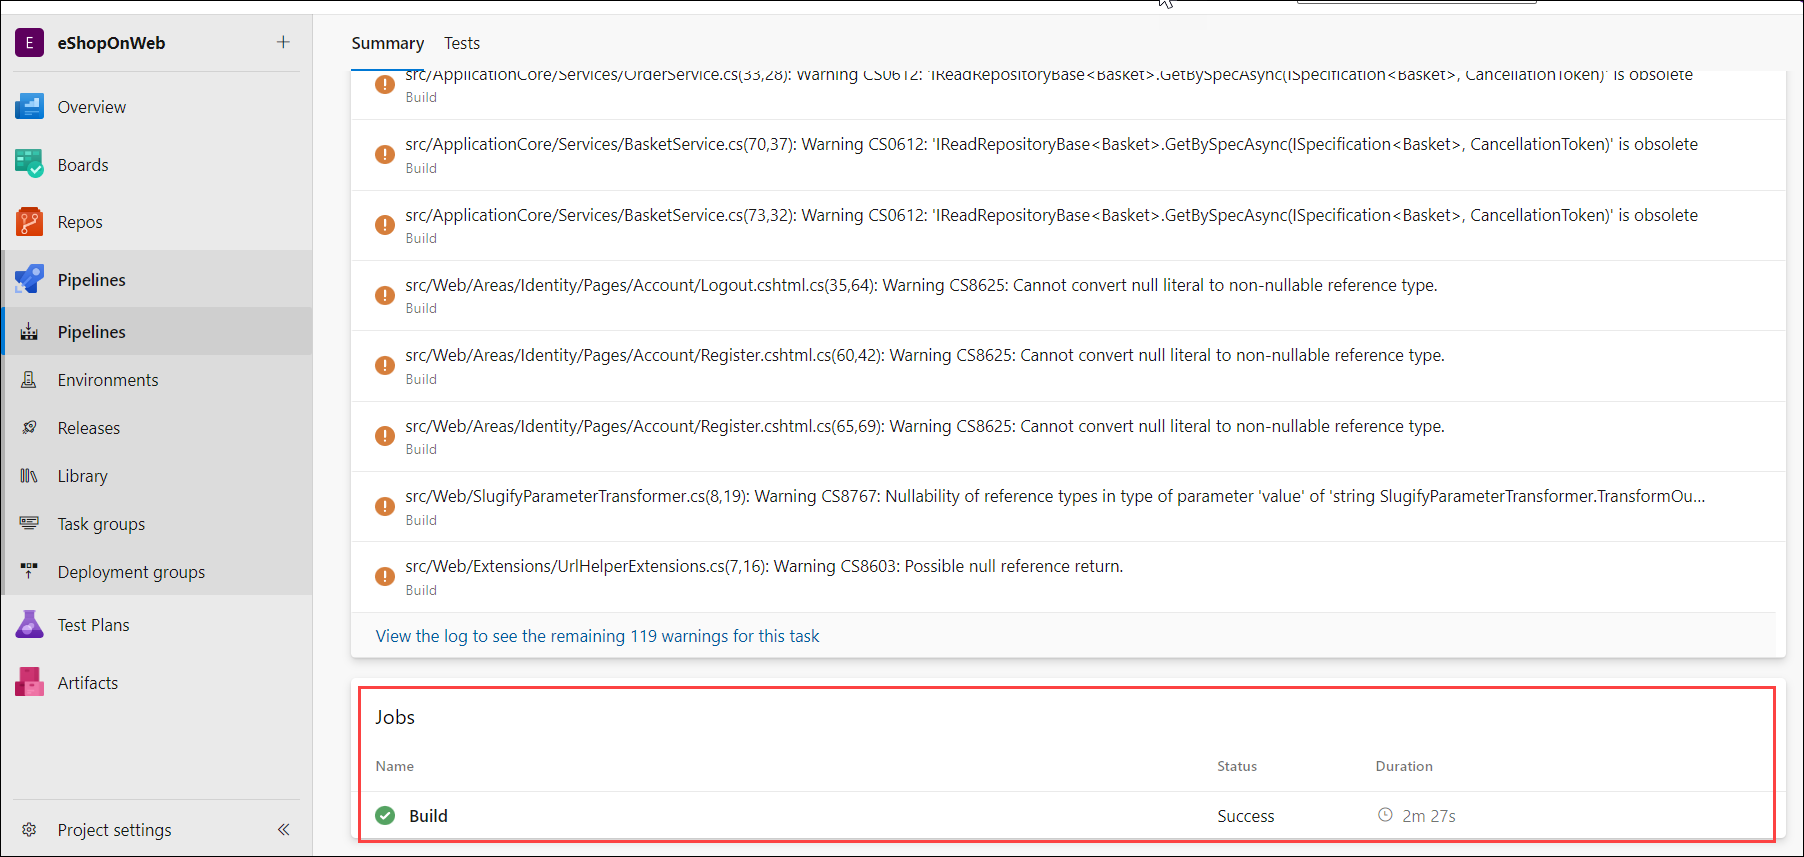 E eShopOnWeb +
Overview
Boards
Repos
Pipelines
Pipelines
Environments
Releases
Library
Task groups
Deployment groups
Test Plans
Artifacts
Project settings
Summary Tests
src/ApplicationCore/Services/OrderService.cs(33,28): Warning CS0612: 'IReadRepositoryBase<Basket>.GetBySpecAsync(ISpecification<Basket>, CancellationToken)' is obsolete
Build
src/ApplicationCore/Services/BasketService.cs(70,37): Warning CS0612: 'IReadRepositoryBase<Basket>.GetBySpecAsync(ISpecification<Basket>, CancellationToken)' is obsolete
Build
src/ApplicationCore/Services/BasketService.cs(73,32): Warning CS0612: 'IReadRepositoryBase<Basket>.GetBySpecAsync(ISpecification<Basket>, CancellationToken)' is obsolete
Build
src/Web/Areas/Identity/Pages/Account/Logout.cshtml.cs(35,64): Warning CS8625: Cannot convert null literal to non-nullable reference type.
Build
src/Web/Areas/Identity/Pages/Account/Register.cshtml.cs(60,42): Warning CS8625: Cannot convert null literal to non-nullable reference type.
Build
src/Web/Areas/Identity/Pages/Account/Register.cshtml.cs(65,69): Warning CS8625: Cannot convert null literal to non-nullable reference type.
Build
src/Web/SlugifyParameterTransformer.cs(8,19): Warning CS8767: Nullability of reference types in type of parameter 'value' of 'string SlugifyParameterTransformer.TransformOu...
Build
src/Web/Extensions/UrlHelperExtensions.cs(7,16): Warning CS8603: Possible null reference return.
Build
View the log to see the remaining 119 warnings for this task
Jobs
Name Status Duration
Build Success 2m 27s